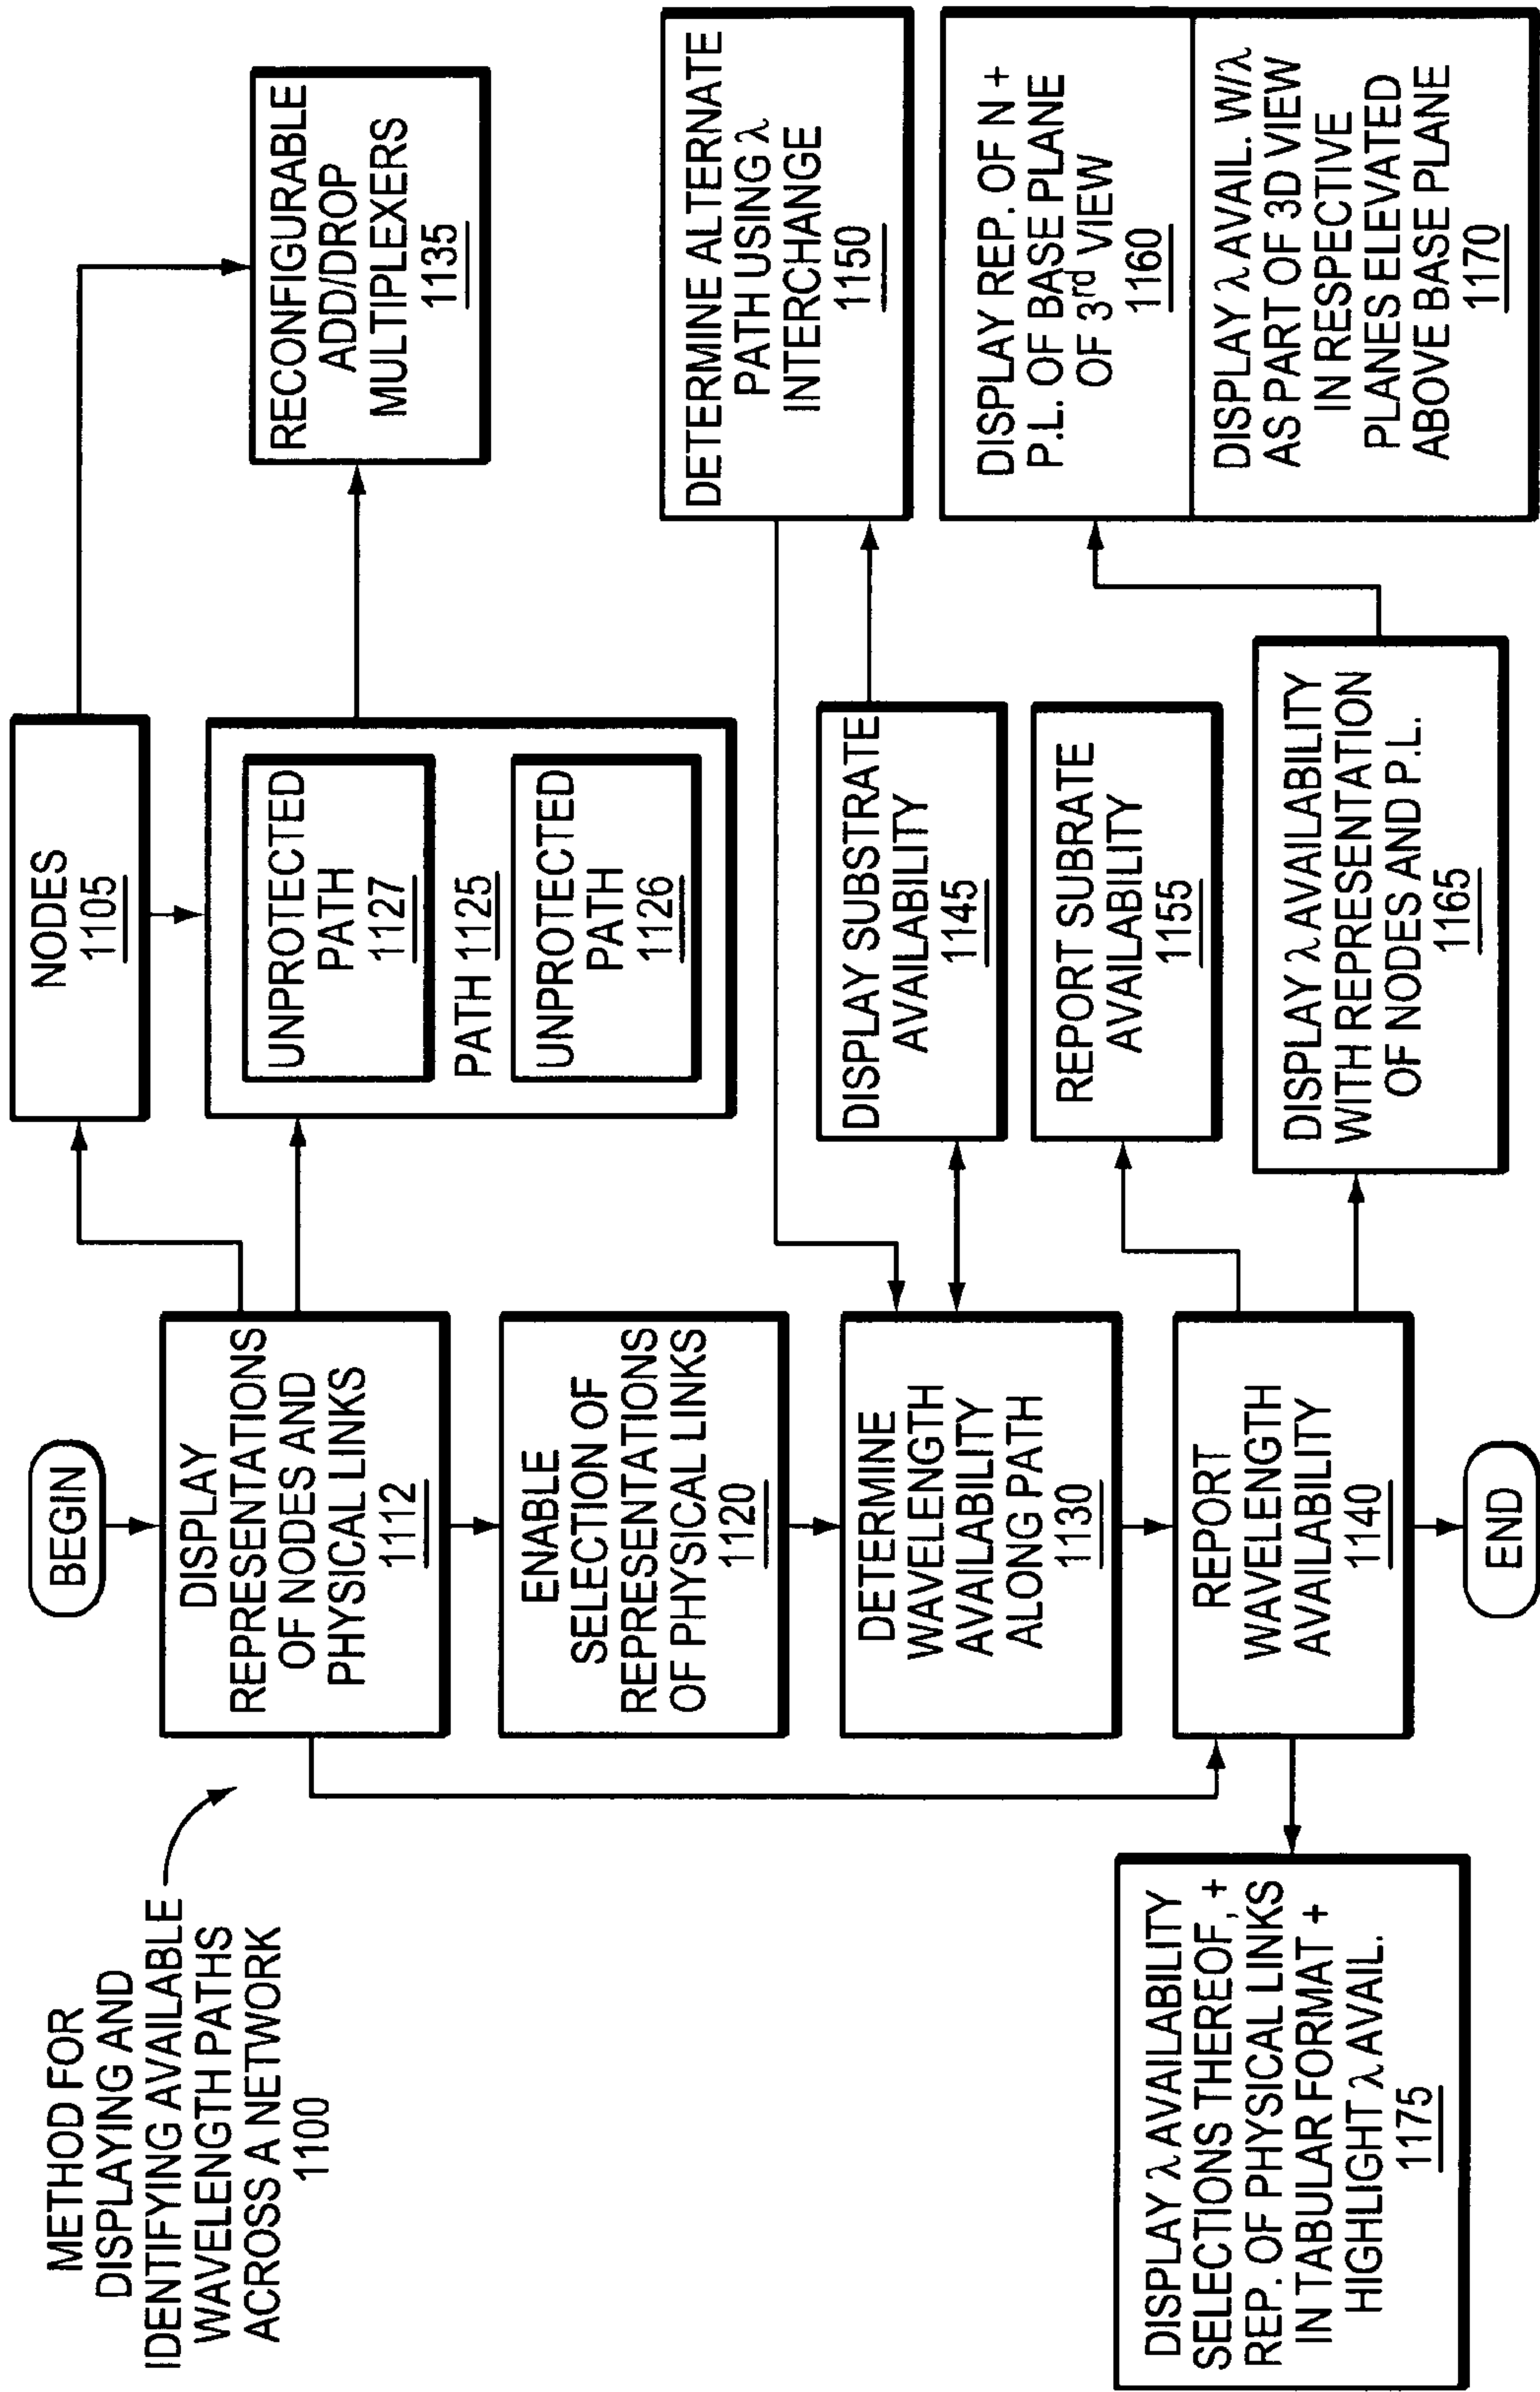 METHOD FOR
DISPLAYING AND
IDENTIFYING AVAILABLE
WAVELENGTH PATHS
ACROSS A NETWORK
1100
BEGIN
DISPLAY
REPRESENTATIONS
OF NODES AND
PHYSICAL LINKS
1112
ENABLE
SELECTION OF
REPRESENTATIONS
OF PHYSICAL LINKS
1120
DETERMINE
WAVELENGTH
AVAILABILITY
ALONG PATH
1130
REPORT
WAVELENGTH
AVAILABILITY
1140
END
NODES
1105
UNPROTECTED
PATH
1127
PATH 1125
UNPROTECTED
PATH
1126
RECONFIGURABLE
ADD/DROP
MULTIPLEXERS
1135
DETERMINE ALTERNATE
PATH USING λ
INTERCHANGE
1150
DISPLAY SUBSTRATE
AVAILABILITY
1145
REPORT SUBRATE
AVAILABILITY
1155
DISPLAY λ AVAILABILITY
WITH REPRESENTATION
OF NODES AND P.L.
1165
DISPLAY REP. OF N +
P.L. OF BASE PLANE
OF 3rd VIEW
1160
DISPLAY λ AVAIL. W/λ
AS PART OF 3D VIEW
IN RESPECTIVE
PLANES ELEVATED
ABOVE BASE PLANE
1170
DISPLAY λ AVAILABILITY
SELECTIONS THEREOF, +
REP. OF PHYSICAL LINKS
IN TABULAR FORMAT +
HIGHLIGHT λ AVAIL.
1175